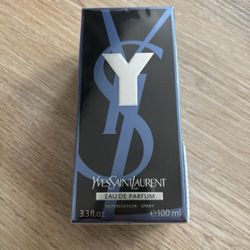 Y
YVESSAINTLAURENT
EAU DE PARFUM
VAPORISATEUR - SPRAY
3.3 fl.oz. e 100 ml